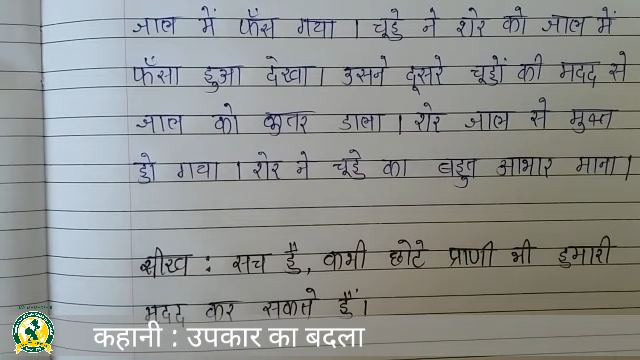 जाल में फँस गया । चूहे ने शेर को जाल में
फँसा हुआ देखा । उसने दूसरे चूहों की मदद से
जाल को कुतर डाला । शेर जाल से मुक्त
हो गया । शेर ने चूहे का बहुत आभार माना ।
सीख : सच है, कभी छोटे प्राणी भी हमारी
मदद कर सकते हैं ।
कहानी : उपकार का बदला